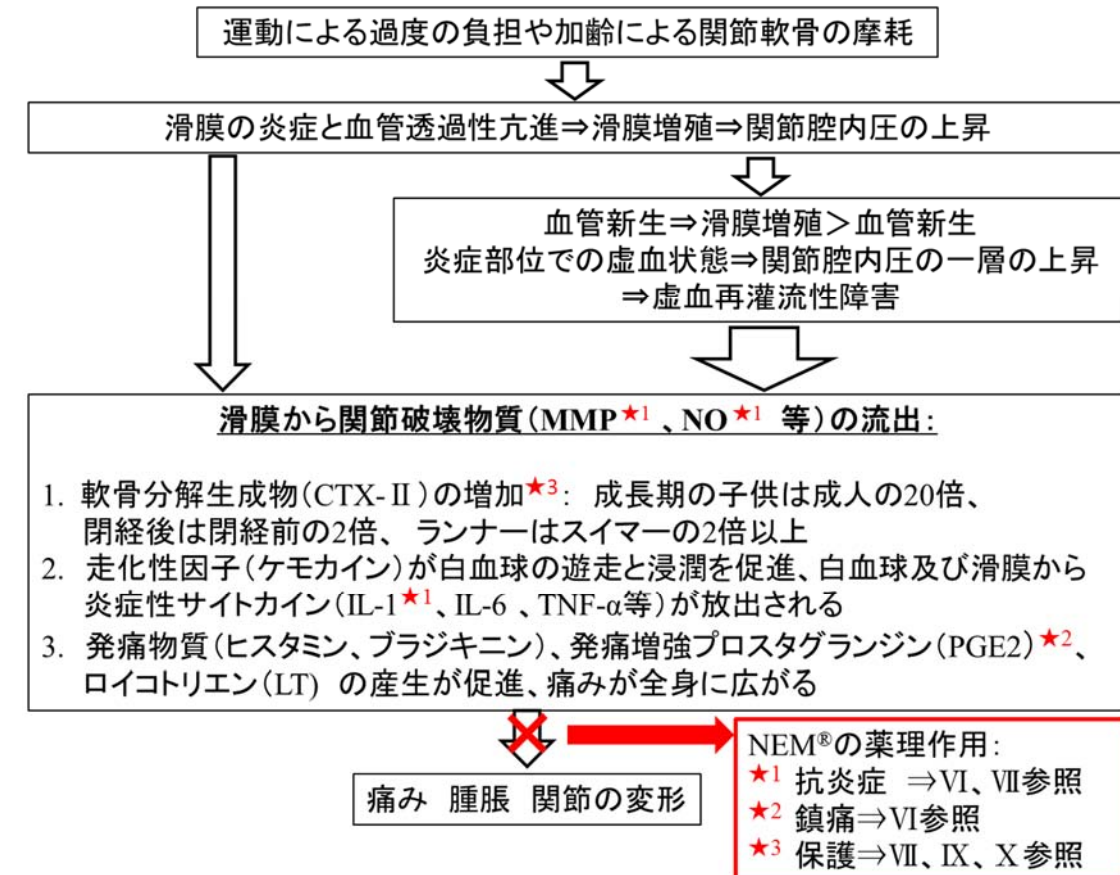 運動による過度の負担や加齢による関節軟骨の摩耗
滑膜の炎症と血管透過性亢進⇒滑膜増殖⇒関節腔内圧の上昇
血管新生⇒滑膜増殖＞血管新生
炎症部位での虚血状態⇒関節腔内圧の一層の上昇
⇒虚血再灌流性障害
滑膜から関節破壊物質（MMP★1、NO★1 等）の流出：
1. 軟骨分解生成物（CTX-Ⅱ）の増加★3： 成長期の子供は成人の20倍、
閉経後は閉経前の2倍、 ランナーはスイマーの2倍以上
2. 走化性因子（ケモカイン）が白血球の遊走と浸潤を促進、白血球及び滑膜から
炎症性サイトカイン（IL-1★1、IL-6 、TNF-α等）が放出される
3. 発痛物質（ヒスタミン、ブラジキニン）、発痛増強プロスタグランジン（PGE2）★2、
ロイコトリエン（LT） の産生が促進、痛みが全身に広がる
痛み 腫脹 関節の変形
NEM®の薬理作用：
★1 抗炎症 ⇒Ⅵ、Ⅶ参照
★2 鎮痛⇒Ⅵ参照
★3 保護⇒Ⅶ、Ⅸ、Ⅹ参照